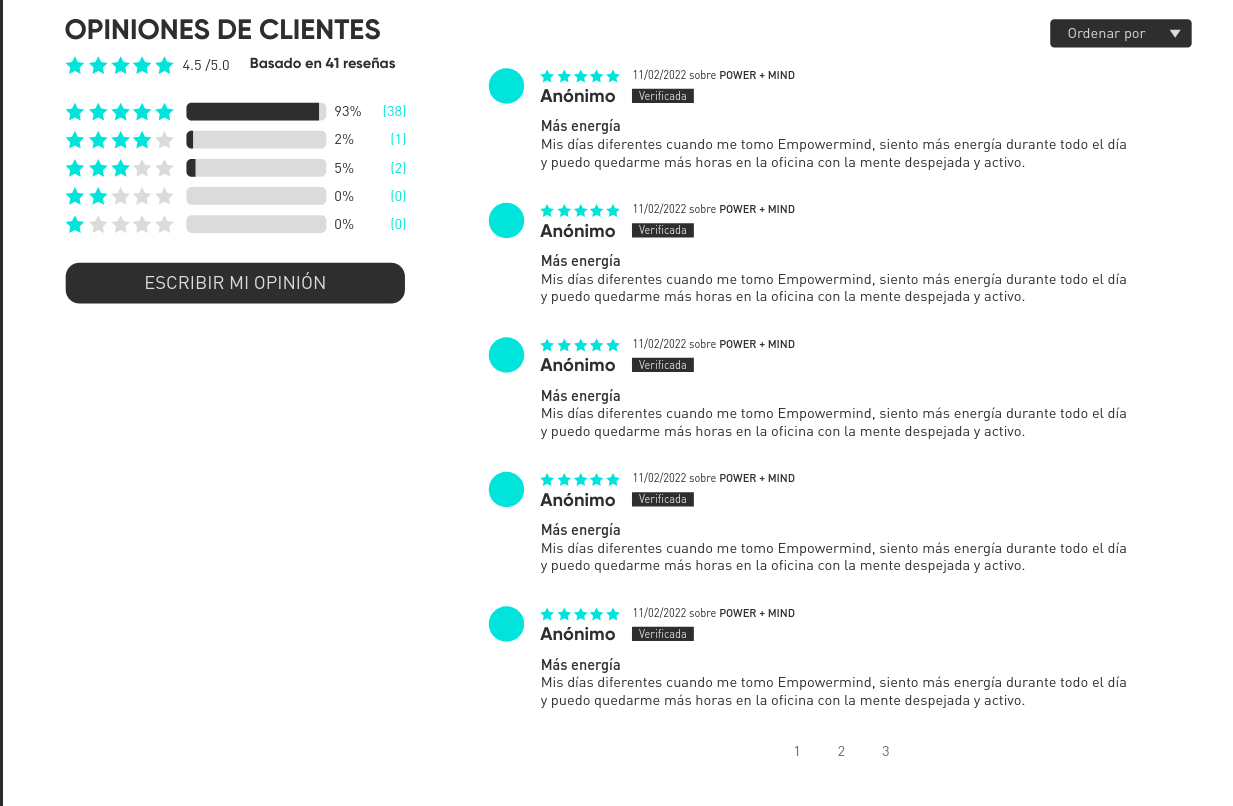 OPINIONES DE CLIENTES
4.5 /5.0 Basado en 41 reseñas
93% (38)
2% (1)
5% (2)
0% (0)
0% (0)
ESCRIBIR MI OPINIÓN
Ordenar por
11/02/2022 sobre POWER + MIND
Anónimo Verificada
Más energía
Mis días diferentes cuando me tomo Empowermind, siento más energía durante todo el día
y puedo quedarme más horas en la oficina con la mente despejada y activo.
11/02/2022 sobre POWER + MIND
Anónimo Verificada
Más energía
Mis días diferentes cuando me tomo Empowermind, siento más energía durante todo el día
y puedo quedarme más horas en la oficina con la mente despejada y activo.
11/02/2022 sobre POWER + MIND
Anónimo Verificada
Más energía
Mis días diferentes cuando me tomo Empowermind, siento más energía durante todo el día
y puedo quedarme más horas en la oficina con la mente despejada y activo.
11/02/2022 sobre POWER + MIND
Anónimo Verificada
Más energía
Mis días diferentes cuando me tomo Empowermind, siento más energía durante todo el día
y puedo quedarme más horas en la oficina con la mente despejada y activo.
11/02/2022 sobre POWER + MIND
Anónimo Verificada
Más energía
Mis días diferentes cuando me tomo Empowermind, siento más energía durante todo el día
y puedo quedarme más horas en la oficina con la mente despejada y activo.
1 2 3